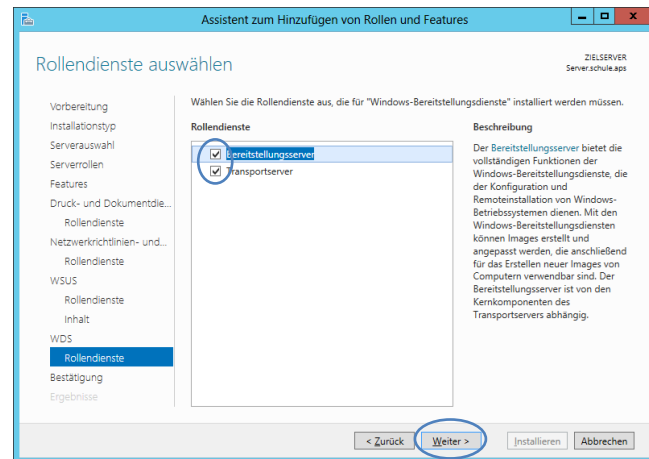 Assistent zum Hinzufügen von Rollen und Features
Rollendienste auswählen
ZIELSERVER
Server.schule.aps
Vorbereitung
Installationstyp
Serverauswahl
Serverrollen
Features
Druck- und Dokumentdie...
Rollendienste
Netzwerkrichtlinien- und...
Rollendienste
WSUS
Rollendienste
Inhalt
WDS
Rollendienste
Bestätigung
Ergebnisse
Wählen Sie die Rollendienste aus, die für "Windows-Bereitstellungsdienste" installiert werden müssen.
Rollendienste
Bereitstellungsserver
Transportserver
Beschreibung
Der Bereitstellungsserver bietet die
vollständigen Funktionen der
Windows-Bereitstellungsdienste, die
der Konfiguration und
Remoteinstallation von Windows-
Betriebssystemen dienen. Mit den
Windows-Bereitstellungsdiensten
können Images erstellt und
angepasst werden, die anschließend
für das Erstellen neuer Images von
Computern verwendbar sind. Der
Bereitstellungsserver ist von den
Kernkomponenten des
Transportservers abhängig.
< Zurück
Weiter >
Installieren
Abbrechen